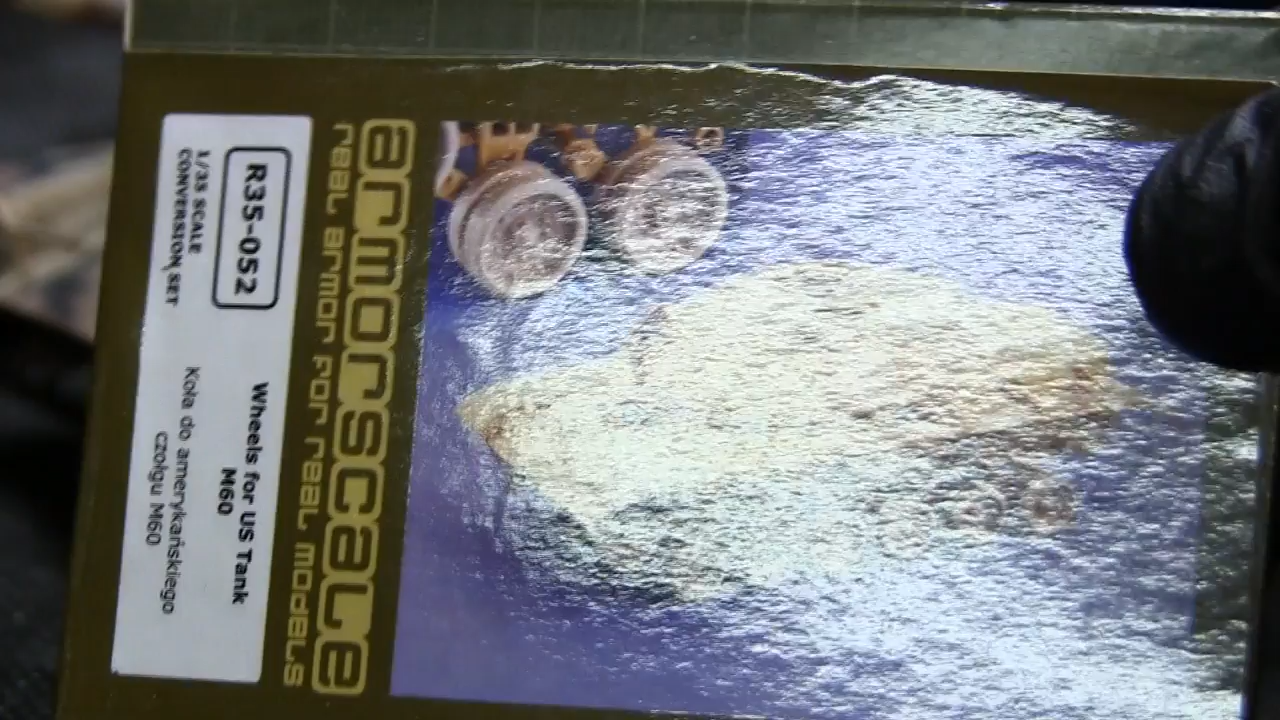 armorscale
real armor for real models
R35-052
1/35 SCALE
CONVERSION SET
Wheels for US Tank
M60
Koła do amerykańskiego
czołgu M60